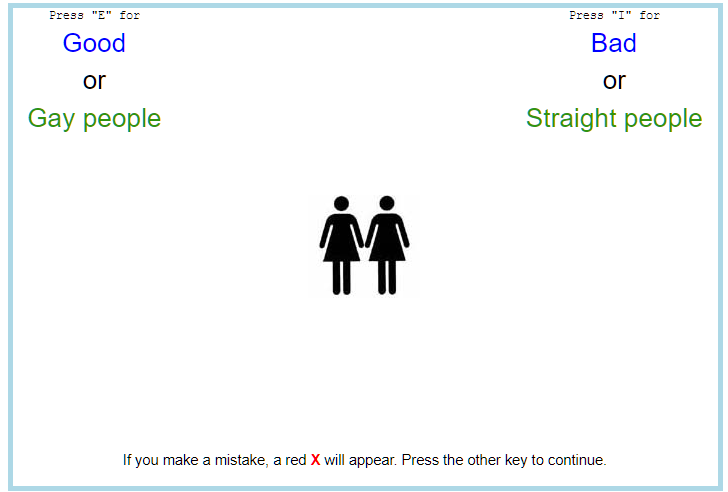 Press "E" for
Good
or
Gay people
Press "I" for
Bad
or
Straight people
If you make a mistake, a red X will appear. Press the other key to continue.